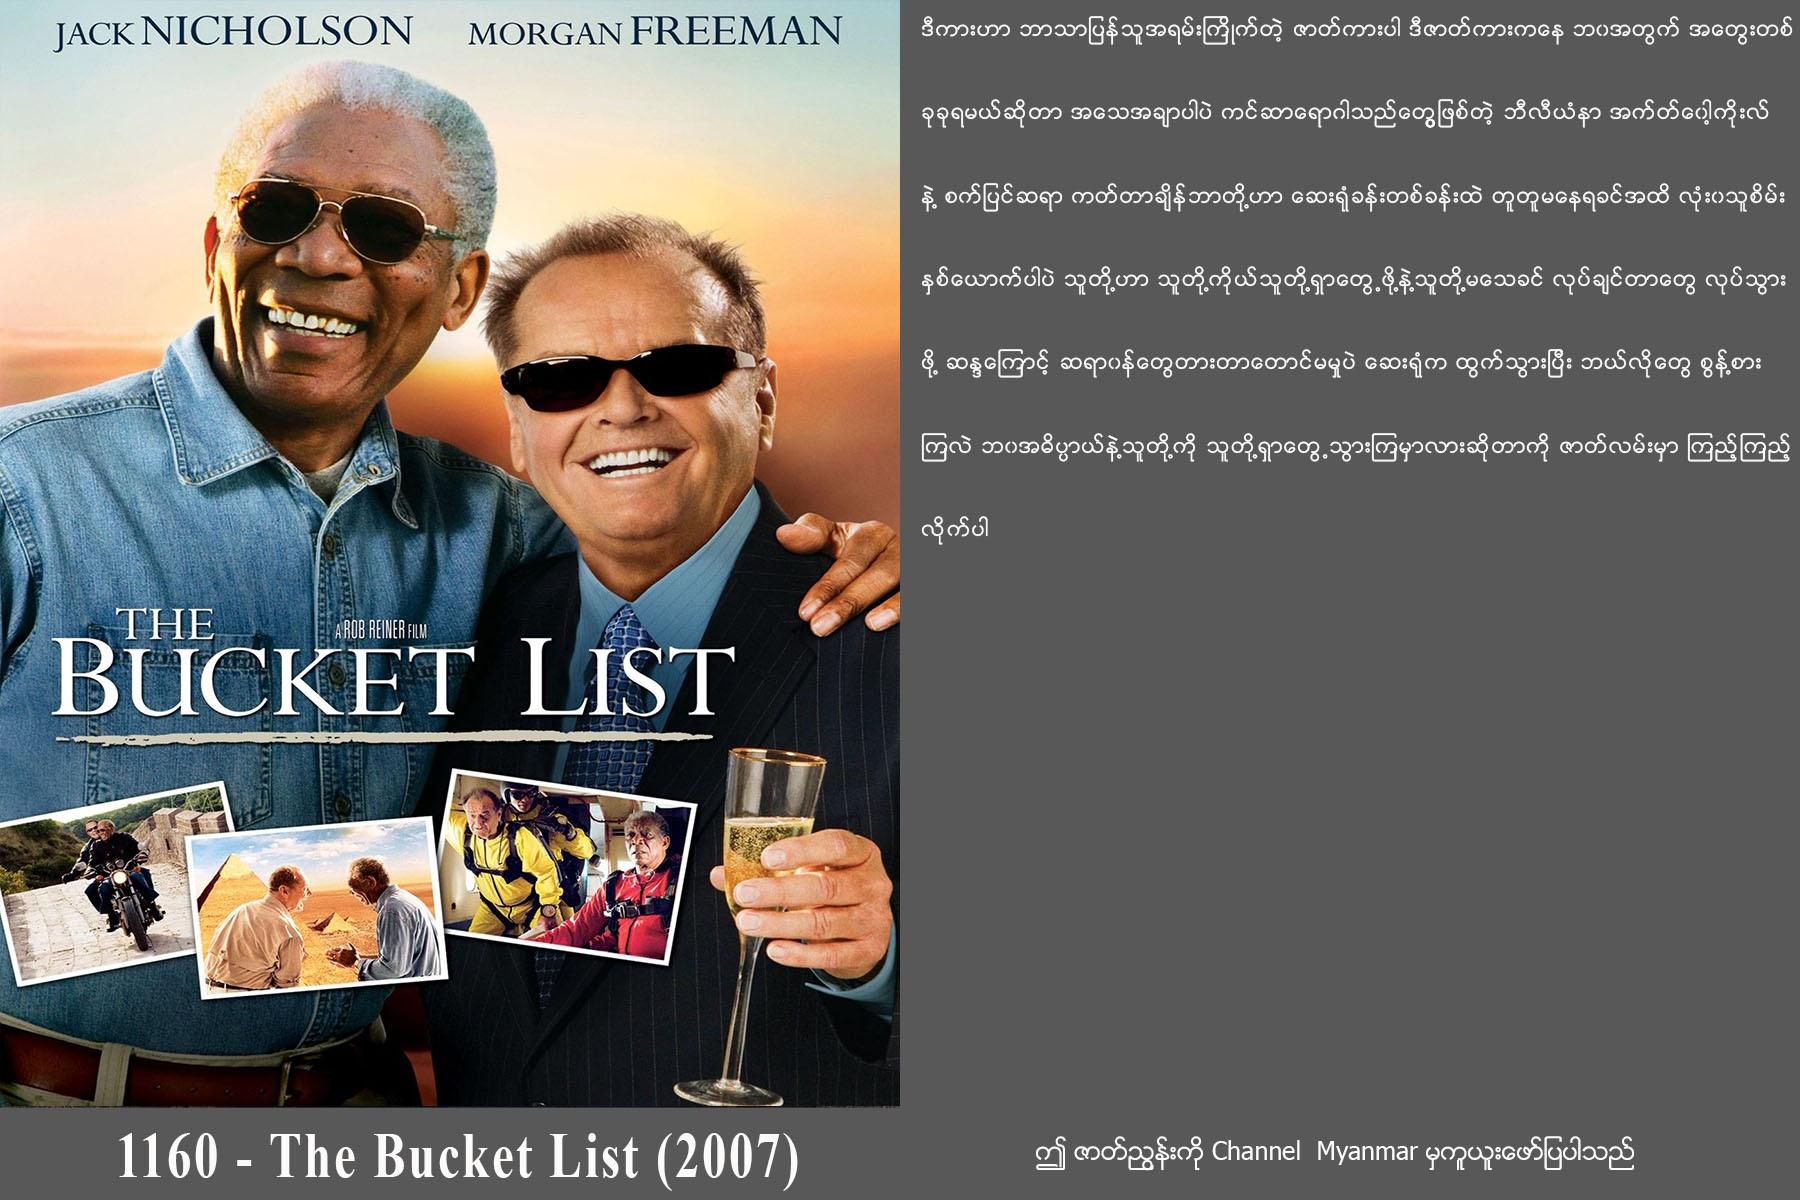 JACK NICHOLSON MORGAN FREEMAN
THE
A ROB REINER FILM
BUCKET LIST
1160 - The Bucket List (2007)
ဒီကားဟာ ဘာသာပြန်သူအရမ်းကြိုက်တဲ့ ဇာတ်ကားပါ ဒီဇာတ်ကားကနေ ဘ၀အတွက် အတွေးတစ်
ခုခုရမယ်ဆိုတာ အသေအချာပါပဲ ကင်ဆာရောဂါသည်တွေဖြစ်တဲ့ ဘီလီယံနာ အက်တ်ဂေါ့ကိုးလ်
နဲ့ စက်ပြင်ဆရာ ကတ်တာချိန်ဘာတို့ဟာ ဆေးရုံခန်းတစ်ခန်းထဲ တူတူမနေရခင်အထိ လုံး၀သူစိမ်း
နှစ်ယောက်ပါပဲ သူတို့ဟာ သူတို့ကိုယ်သူတို့ရှာတွေ့ဖို့နဲ့သူတို့မသေခင် လုပ်ချင်တာတွေ လုပ်သွား
ဖို့ ဆန္ဒကြောင့် ဆရာ၀န်တွေတားတာတောင်မမှုပဲ ဆေးရုံက ထွက်သွားပြီး ဘယ်လိုတွေ စွန့်စား
ကြလဲ ဘ၀အဓိပ္ပာယ်နဲ့သူတို့ကို သူတို့ရှာတွေ့သွားကြမှာလားဆိုတာကို ဇာတ်လမ်းမှာ ကြည့်ကြည့်
လိုက်ပါ
ဤ ဇာတ်ညွှန်းကို Channel Myanmar မှကူယူးဖော်ပြပါသည်